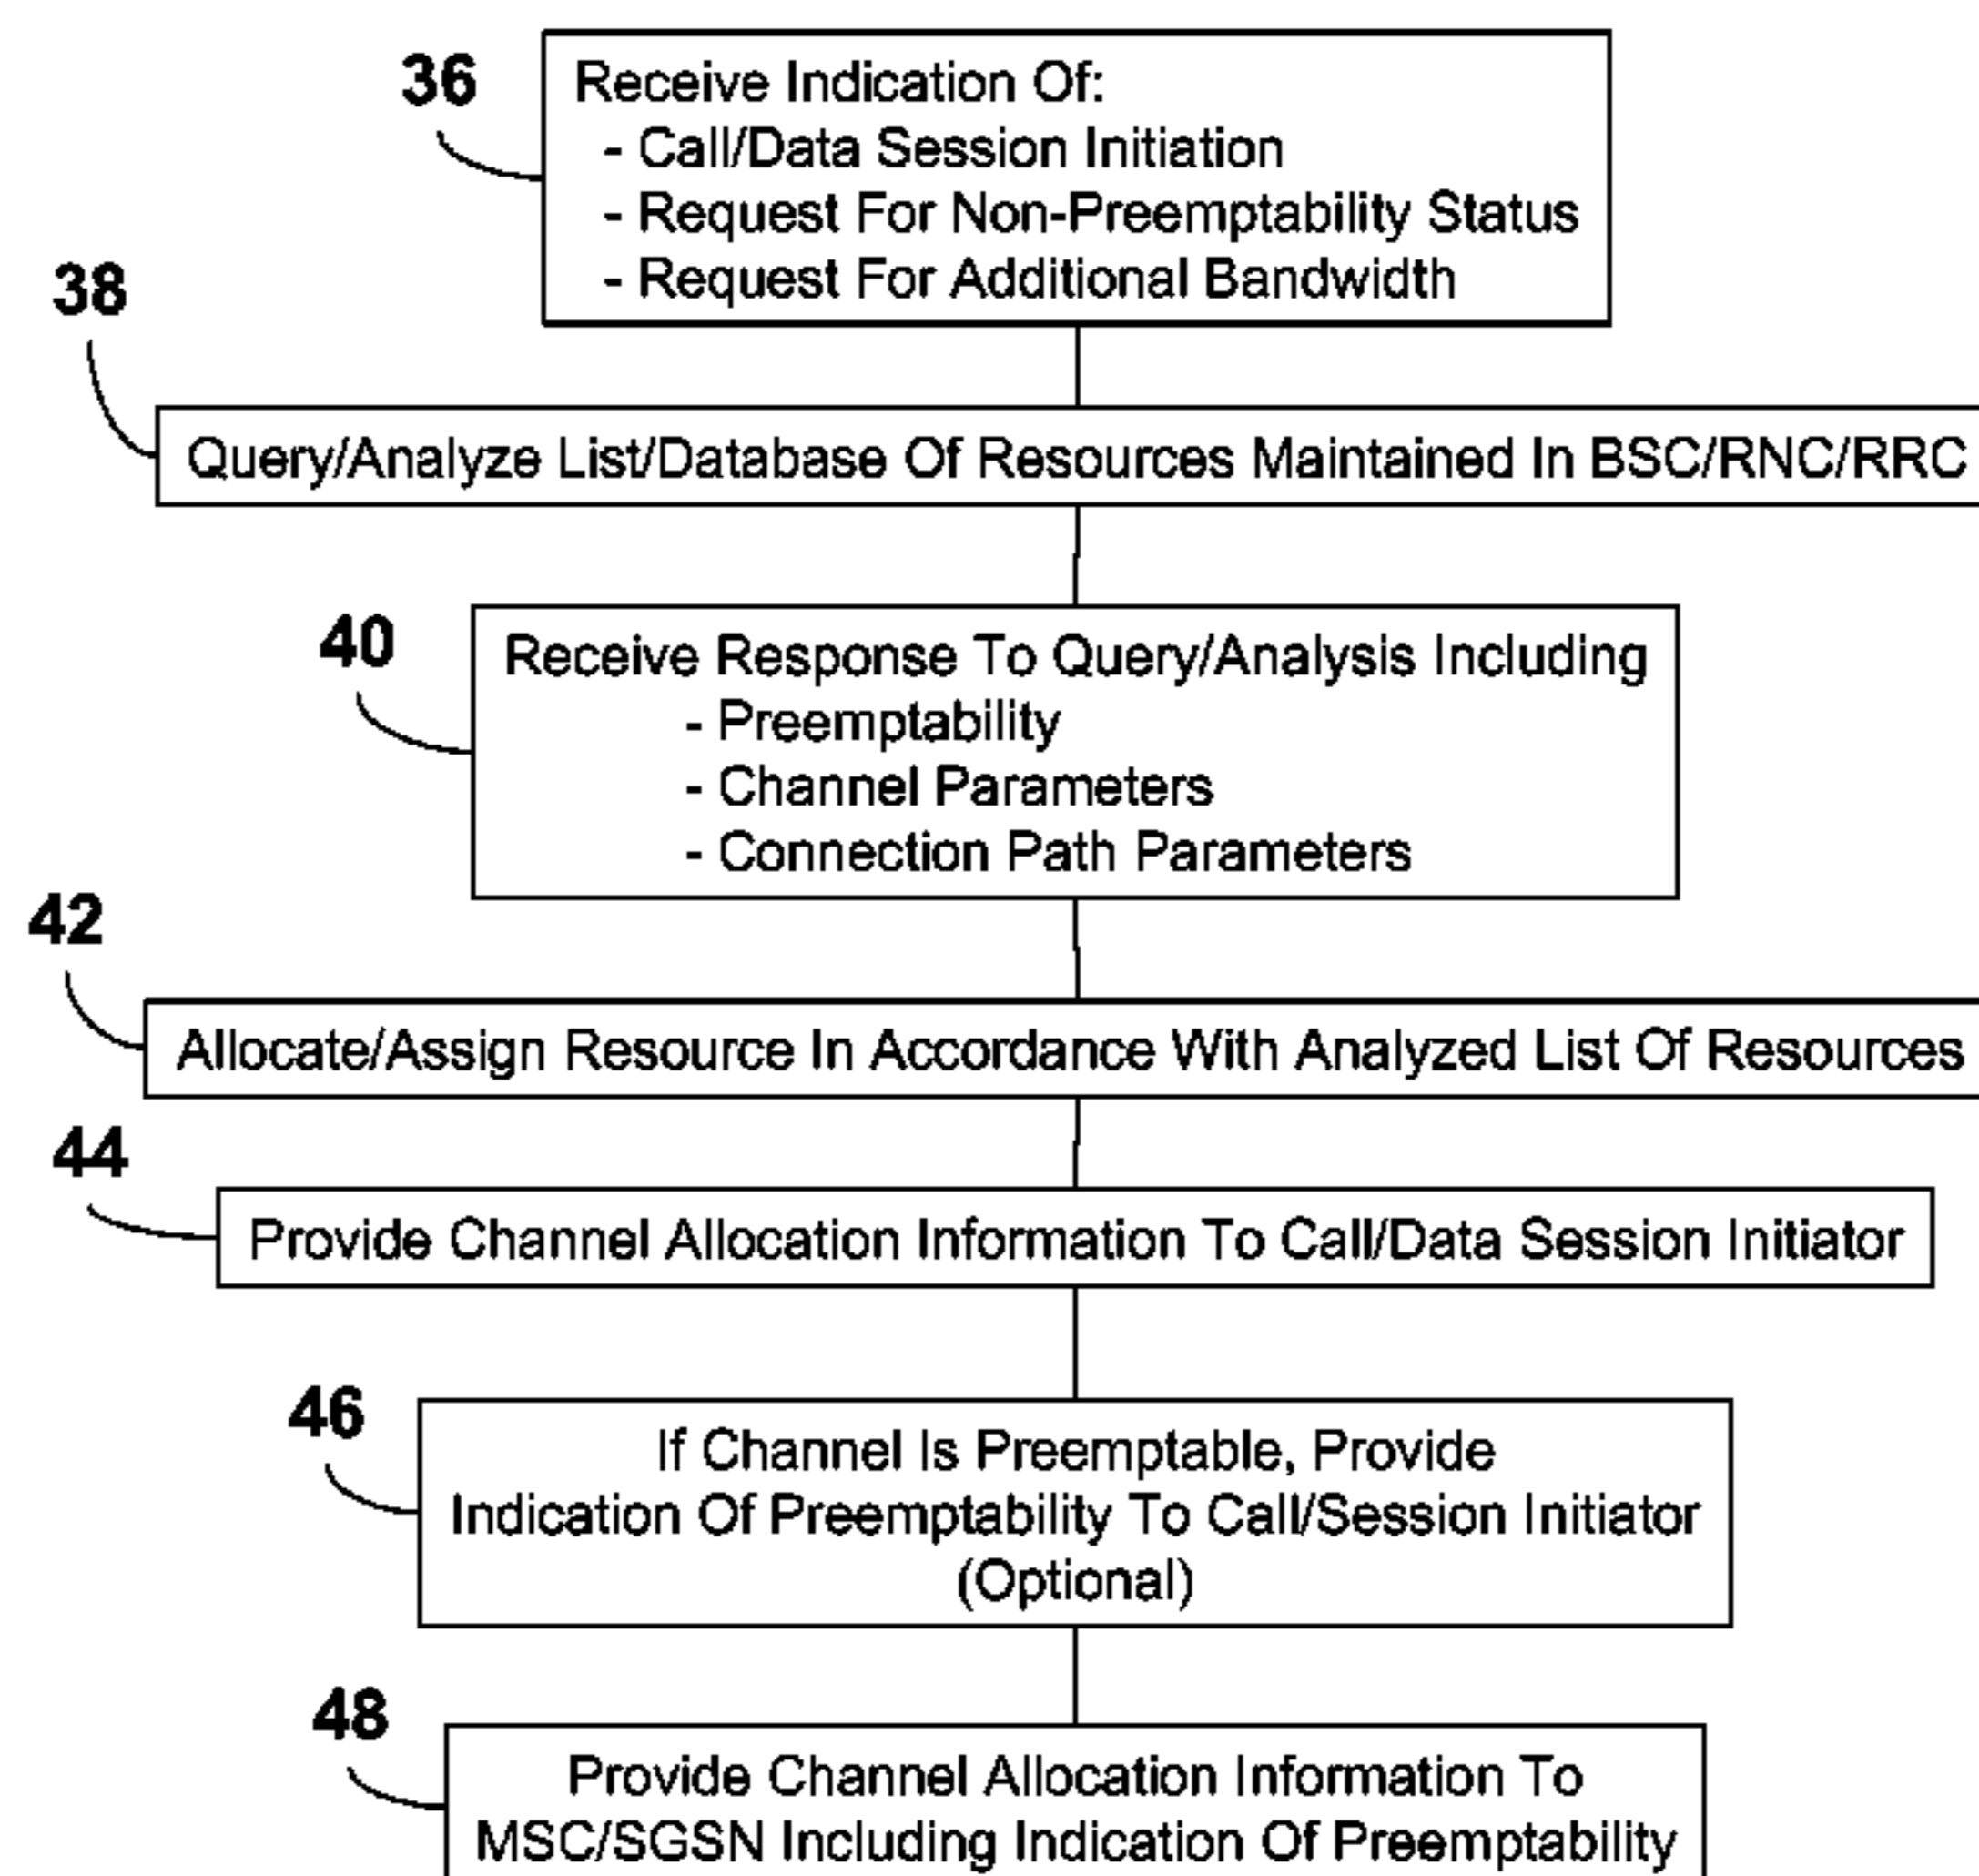 36
Receive Indication Of:
- Call/Data Session Initiation
- Request For Non-Preemptability Status
- Request For Additional Bandwidth
38
Query/Analyze List/Database Of Resources Maintained In BSC/RNC/RRC
40
Receive Response To Query/Analysis Including
- Preemptability
- Channel Parameters
- Connection Path Parameters
42
Allocate/Assign Resource In Accordance With Analyzed List Of Resources
44
Provide Channel Allocation Information To Call/Data Session Initiator
46
If Channel Is Preemptable, Provide
Indication Of Preemptability To Call/Session Initiator
(Optional)
48
Provide Channel Allocation Information To
MSC/SGSN Including Indication Of Preemptability